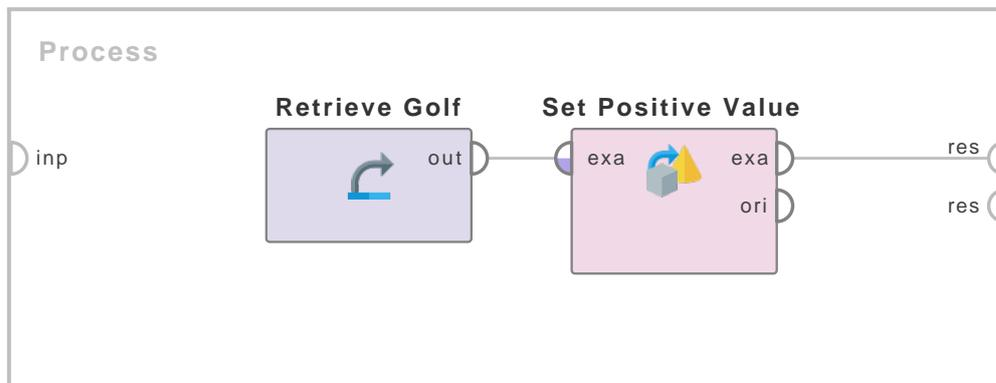 Process
Retrieve Golf
Set Positive Value
inp
out
exa
exa
res
ori
res